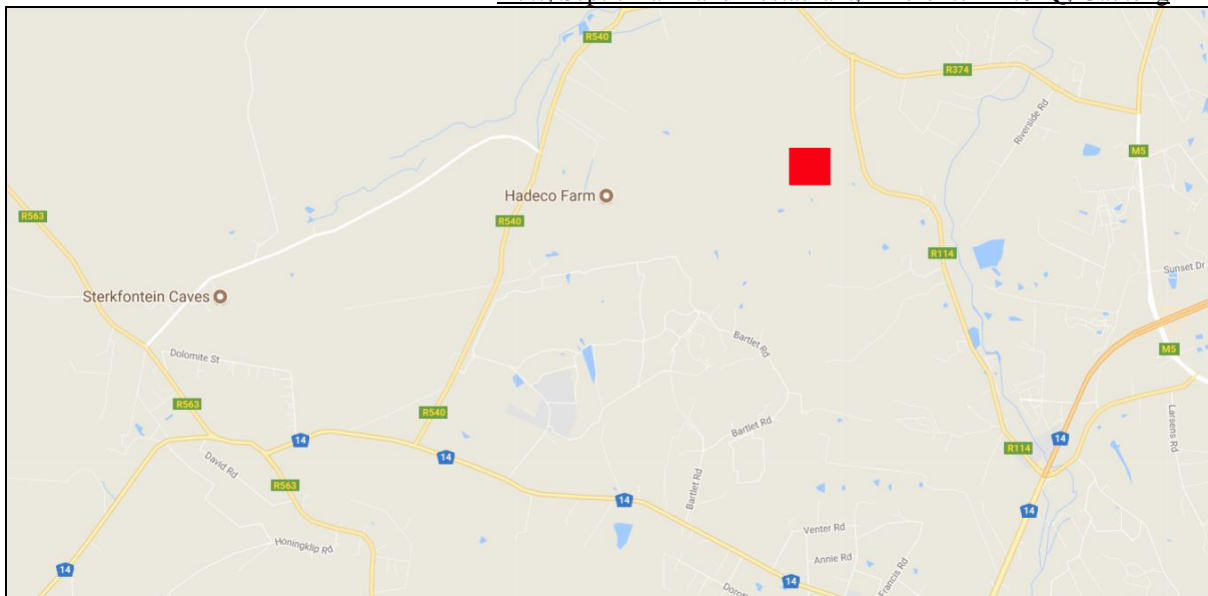 R540
R374
Riverside Rd
M5
Hadeco Farm
R563
R540
R114
Sunset Dr
Sterkfontein Caves
Bartlet Rd
M5
Dolomite St
R563
R540
Larsens Rd
Bartlet Rd
14
14
R114
14
David Rd
R563
Bartlet Rd
14
14
Venter Rd
Honingklip Rd
Annie Rd
Francis Rd
14
14